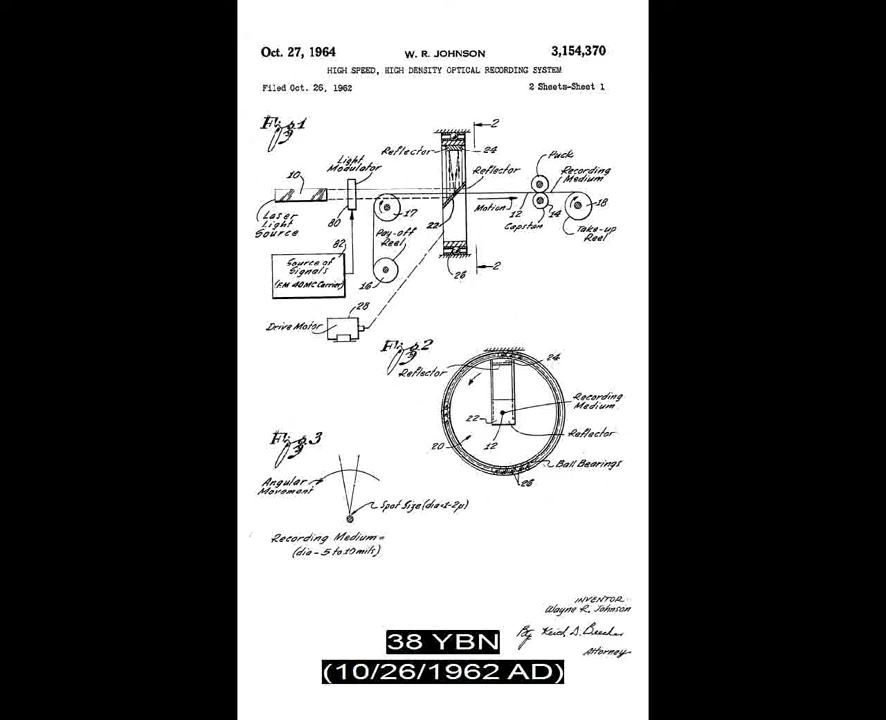 Oct. 27, 1964
W. R. JOHNSON
3,154,370
HIGH SPEED, HIGH DENSITY OPTICAL RECORDING SYSTEM
Filed Oct. 26, 1962
2 Sheets-Sheet 1
Fig. 1
2
Reflector
24
Puck
Light
Modulator
Reflector
Recording
Medium
10
Laser
Light
Source
80
17
22
Motion
12
14
18
Capstan
Take-up
Reel
Pay-off
Reel
82
Source of
Signals
(F.M. 40MC Carrier)
16
26
2
28
Drive Motor
Fig. 2
24
Reflector
Recording
Medium
22
12
Reflector
20
Ball Bearings
26
Fig. 3
Angular
Movement
Spot Size (dia=1-2µ)
Recording Medium=
(dia-5 to 10 mils)
INVENTOR
Wayne R. Johnson
By Keith D. Beecher
Attorney
38 YBN
(10/26/1962 AD)